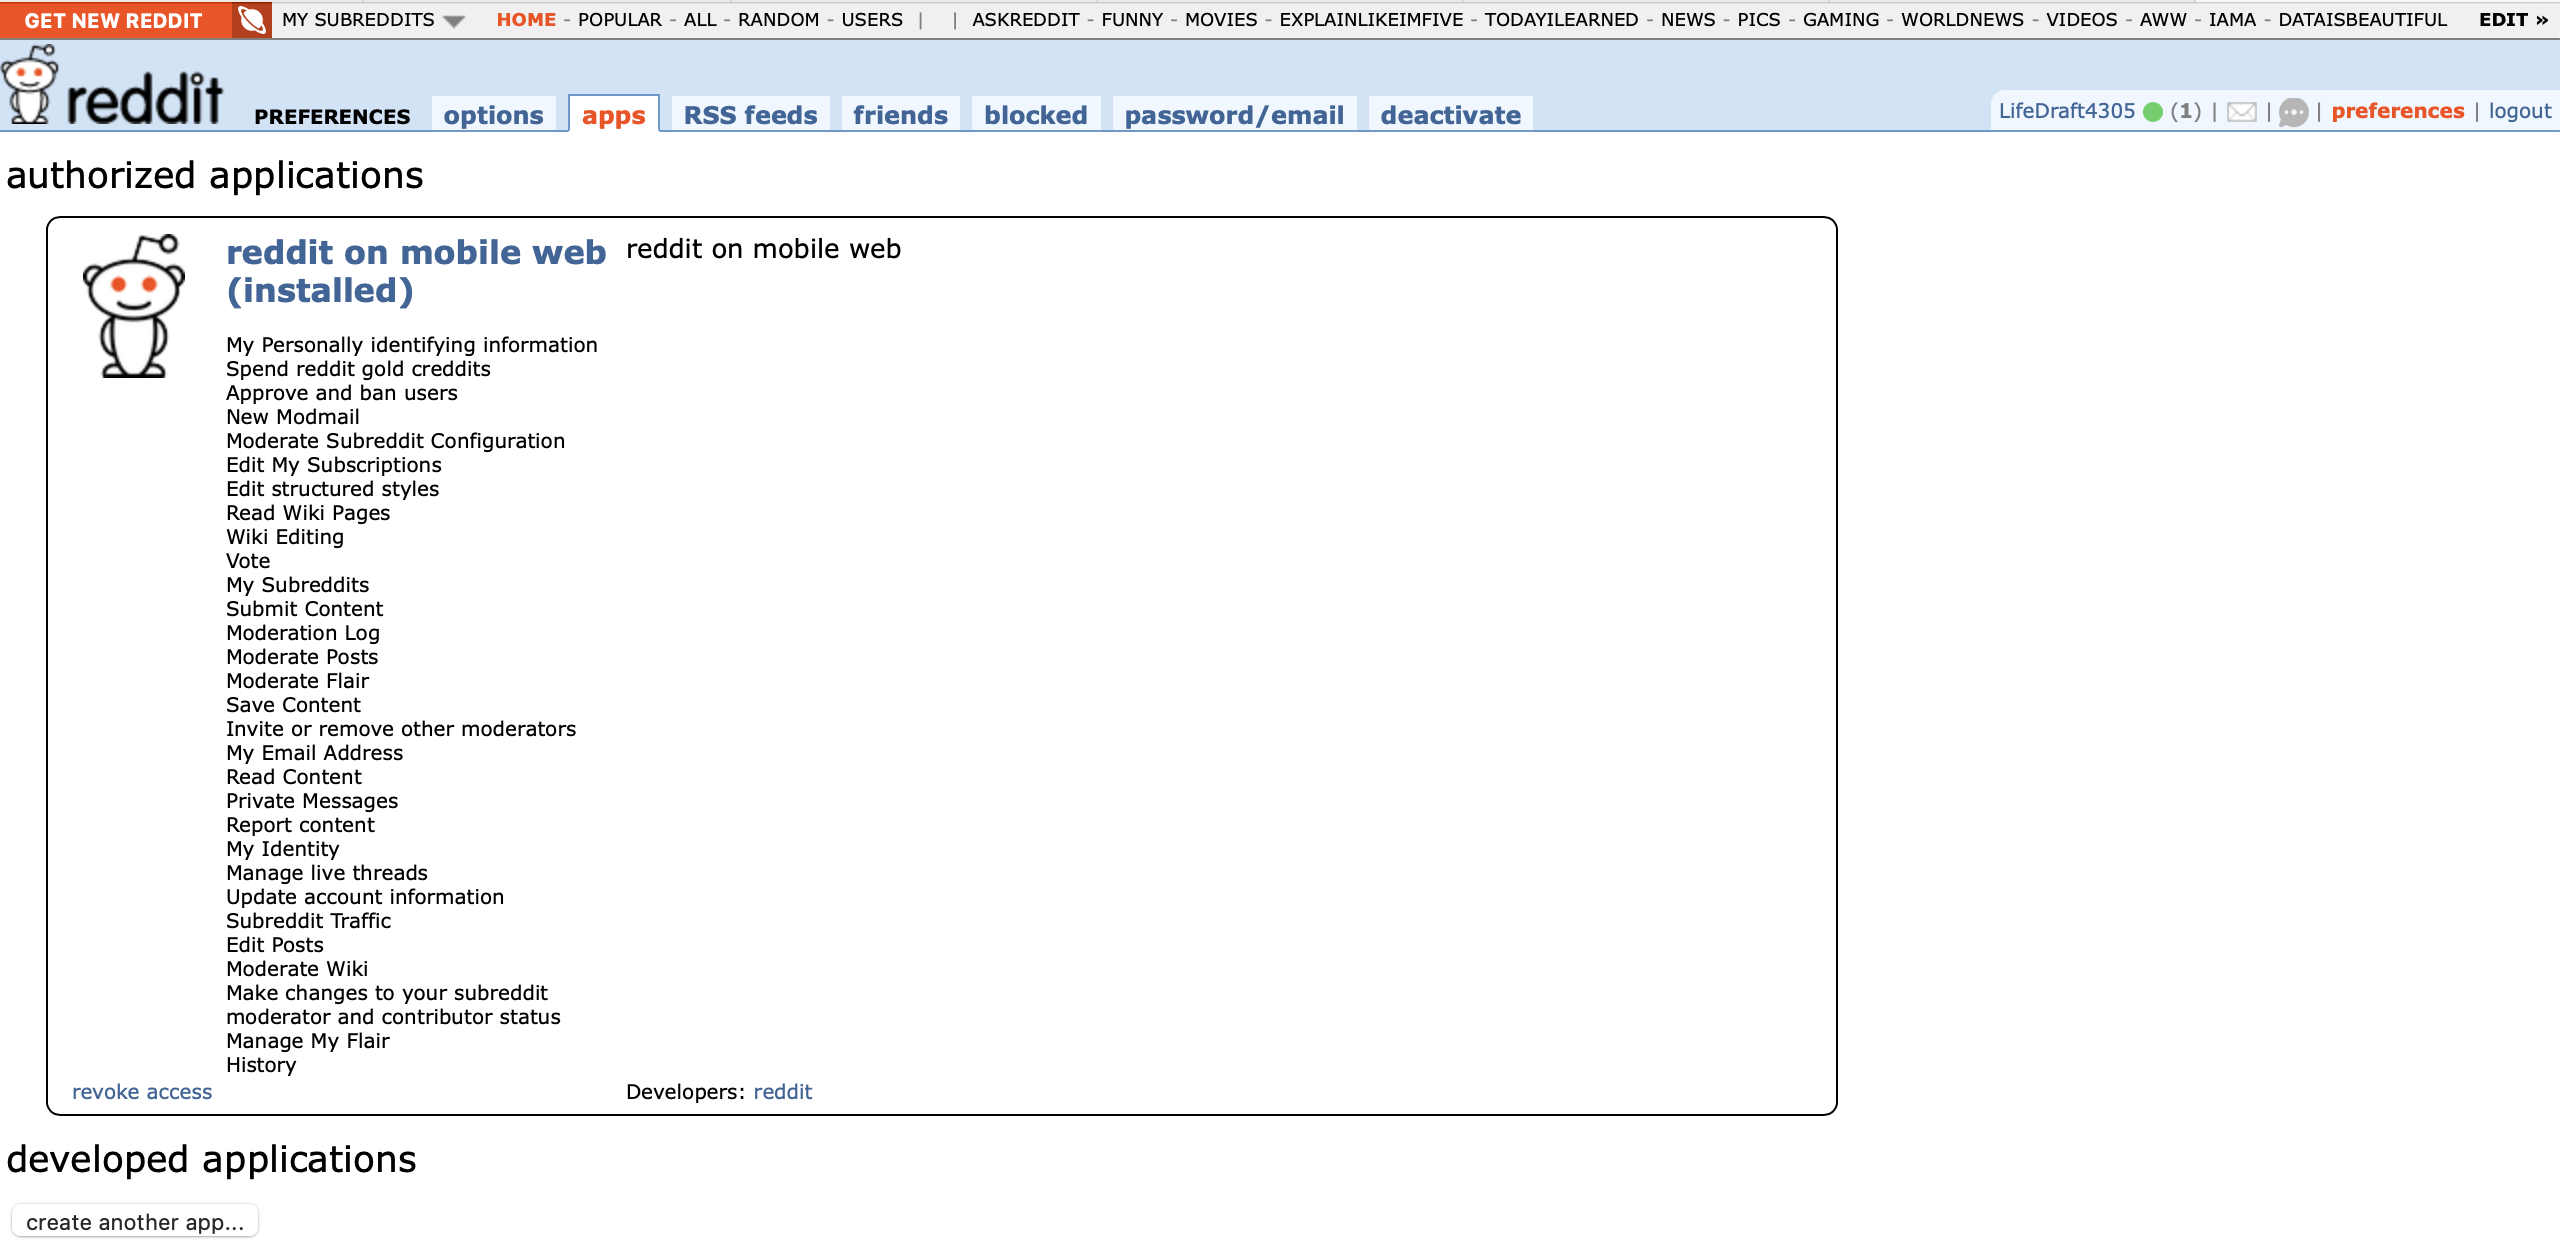 GET NEW REDDIT MY SUBREDDITS HOME - POPULAR - ALL - RANDOM - USERS | | ASKREDDIT - FUNNY - MOVIES - EXPLAINLIKEIMFIVE - TODAYILEARNED - NEWS - PICS - GAMING - WORLDNEWS - VIDEOS - AWW - IAMA - DATAISBEAUTIFUL EDIT »
reddit PREFERENCES options apps RSS feeds friends blocked password/email deactivate LifeDraft4305 (1) | | | preferences | logout
authorized applications
reddit on mobile web reddit on mobile web
(installed)
My Personally identifying information
Spend reddit gold creddits
Approve and ban users
New Modmail
Moderate Subreddit Configuration
Edit My Subscriptions
Edit structured styles
Read Wiki Pages
Wiki Editing
Vote
My Subreddits
Submit Content
Moderation Log
Moderate Posts
Moderate Flair
Save Content
Invite or remove other moderators
My Email Address
Read Content
Private Messages
Report content
My Identity
Manage live threads
Update account information
Subreddit Traffic
Edit Posts
Moderate Wiki
Make changes to your subreddit
moderator and contributor status
Manage My Flair
History
revoke access Developers: reddit
developed applications
create another app...